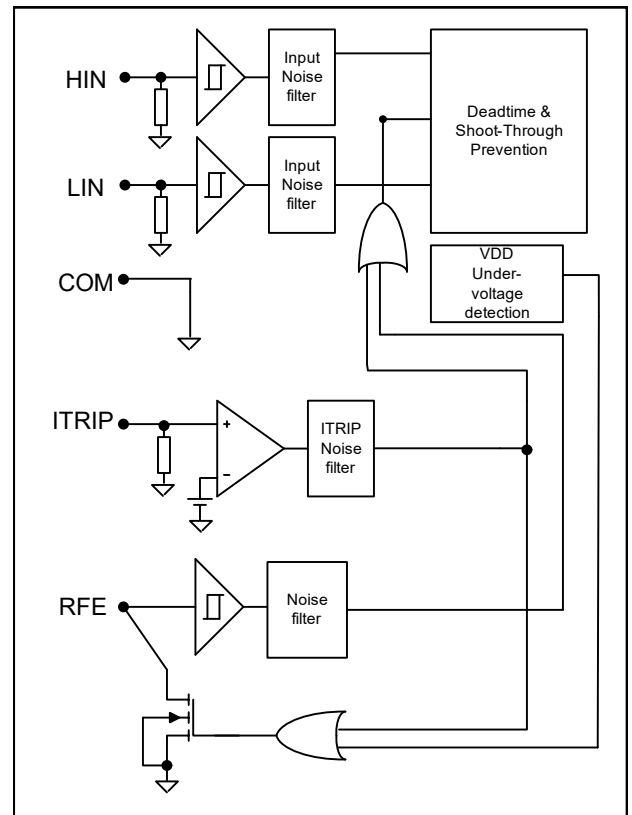 HIN
Input
Noise
filter
Deadtime &
Shoot-Through
Prevention
LIN
Input
Noise
filter
COM
VDD
Under-
voltage
detection
ITRIP
+
−
ITRIP
Noise
filter
RFE
Noise
filter